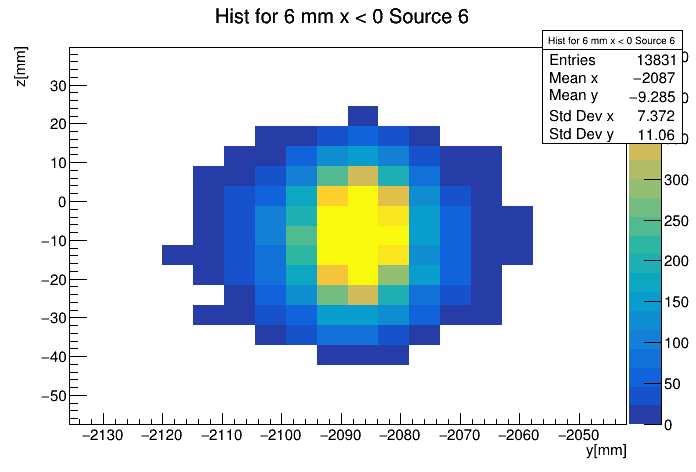 Hist for 6 mm x < 0 Source 6
z[mm]
Hist for 6 mm x < 0 Source 6
Entries 13831
Mean x −2087
Mean y −9.285
Std Dev x 7.372
Std Dev y 11.06
30
20
10
0
−10
−20
−30
−40
−50
300
250
200
150
100
50
0
−2130 −2120 −2110 −2100 −2090 −2080 −2070 −2060 −2050
y[mm]